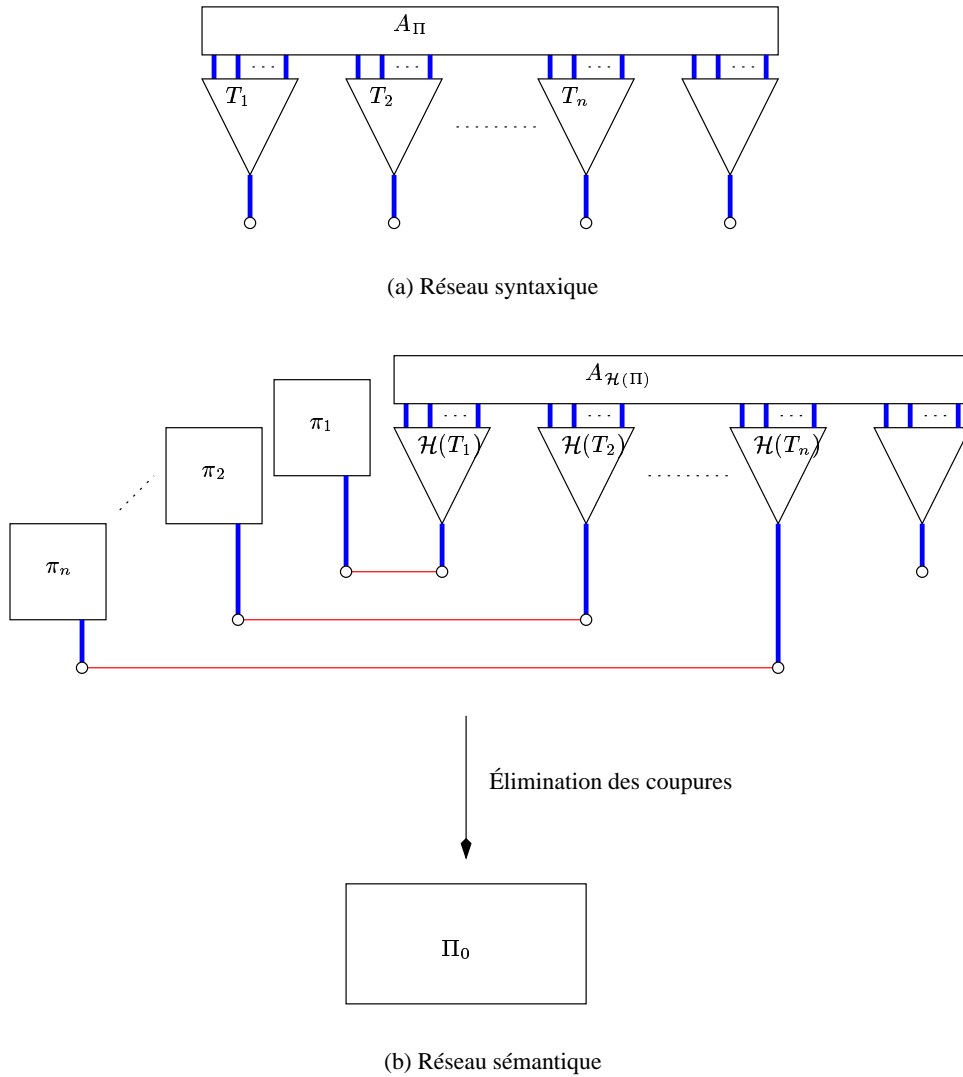 A_Π
T_1 T_2 T_n
(a) Réseau syntaxique
A_{ℋ(Π)}
π_1
ℋ(T_1) ℋ(T_2) ℋ(T_n)
π_2
π_n
Élimination des coupures
Π_0
(b) Réseau sémantique